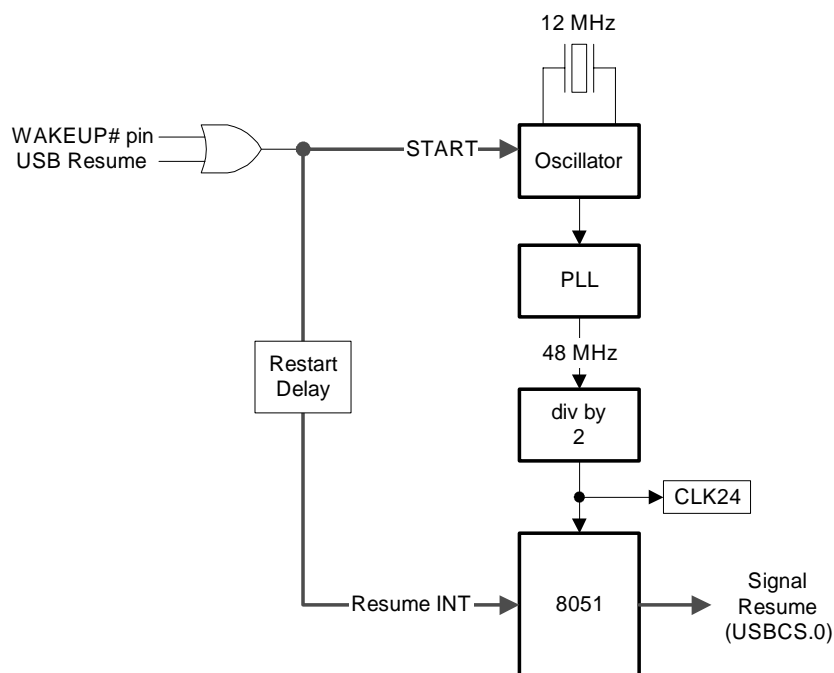 12 MHz
WAKEUP# pin
USB Resume
START
Oscillator
PLL
48 MHz
Restart
Delay
div by
2
CLK24
Resume INT
8051
Signal
Resume
(USBCS.0)